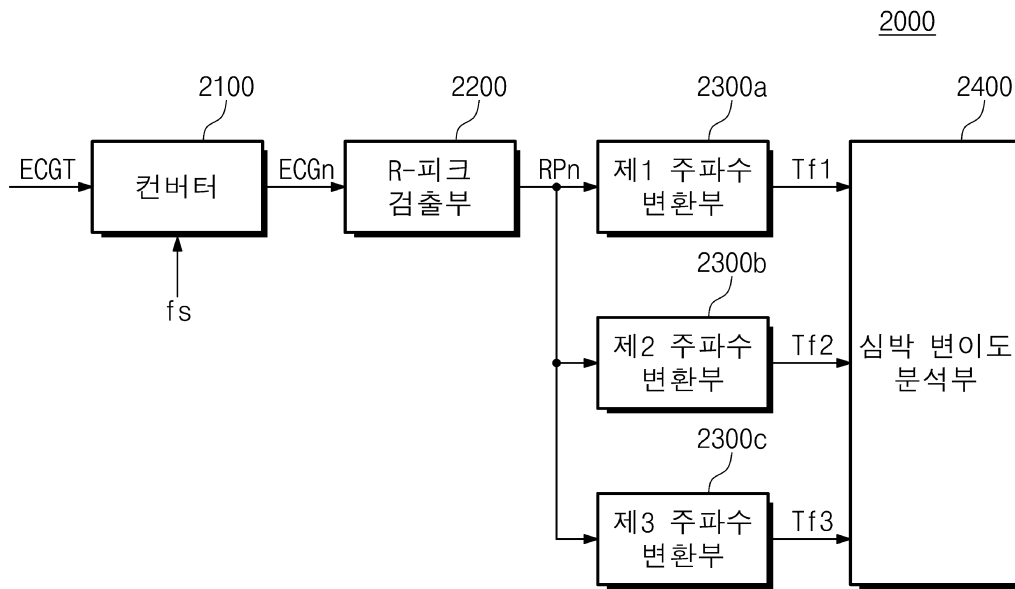 2000
2100
2200
2300a
2400
ECGT
컨버터
ECGn
R-피크
검출부
RPn
제1 주파수
변환부
Tf1
fs
2300b
제2 주파수
변환부
Tf2
심박 변이도
분석부
2300c
제3 주파수
변환부
Tf3